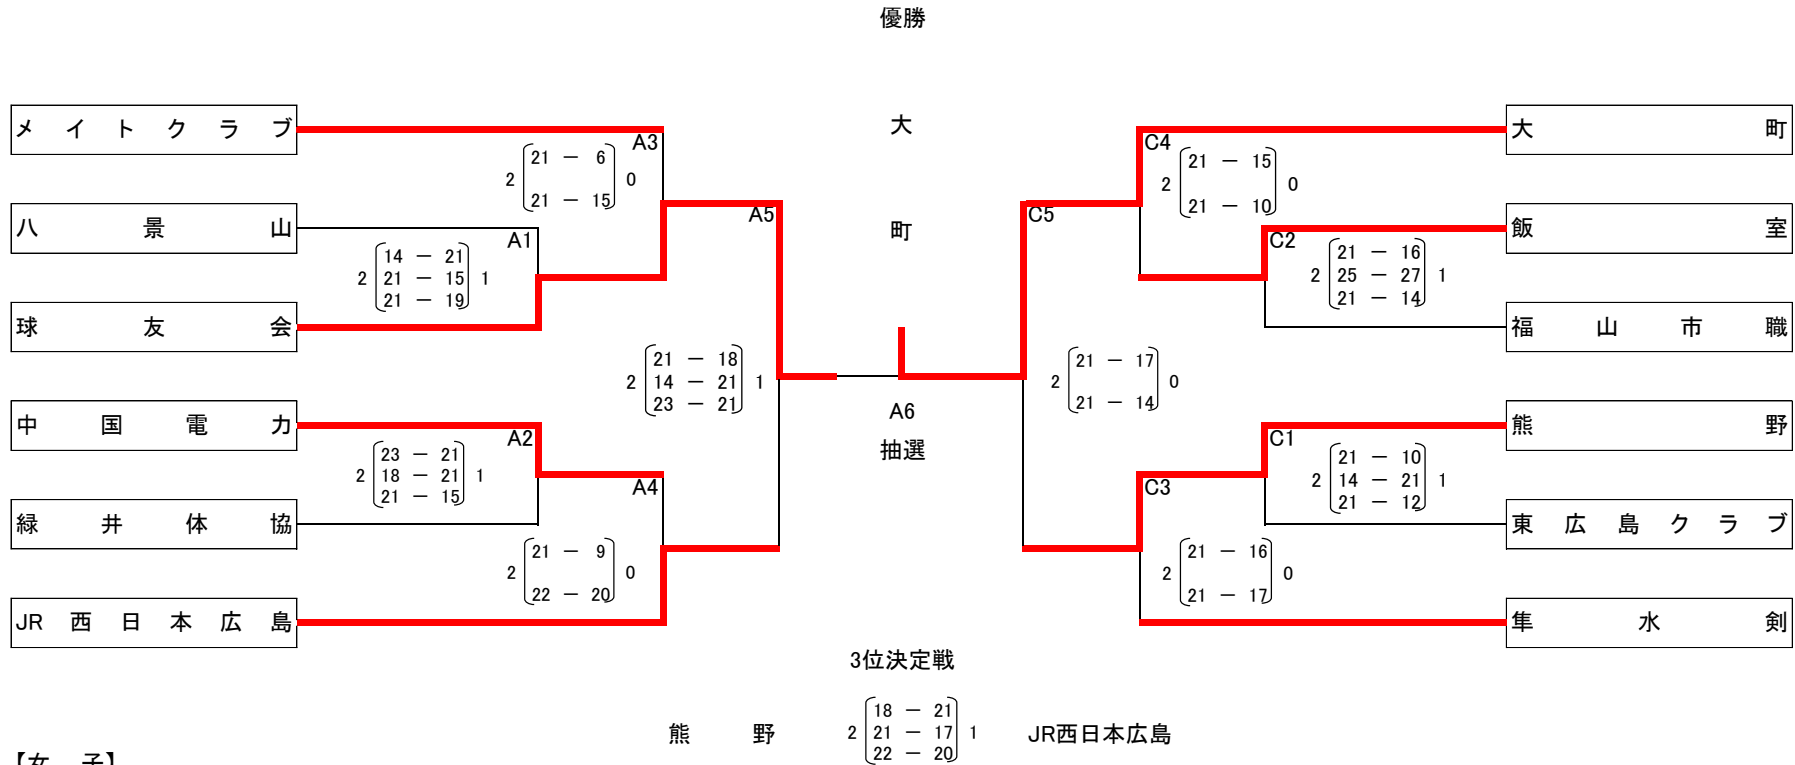 優勝
大
町
メイトクラブ
八景山
球友会
中国電力
緑井体協
JR西日本広島
A3
2 21 － 6 0
21 － 15
A1
14 － 21
2 21 － 15 1
21 － 19
A5
21 － 18
2 14 － 21 1
23 － 21
A2
23 － 21
2 18 － 21 1
21 － 15
A4
21 － 9
2 0
22 － 20
A6
抽選
C4
21 － 15
2 0
21 － 10
C5
C2
21 － 16
2 25 － 27 1
21 － 14
21 － 17
2 0
21 － 14
C1
21 － 10
2 14 － 21 1
21 － 12
C3
21 － 16
2 0
21 － 17
大町
飯室
福山市職
熊野
東広島クラブ
隼水剣
3位決定戦
18 － 21
熊野 2 21 － 17 1 JR西日本広島
22 － 20
【女 子】